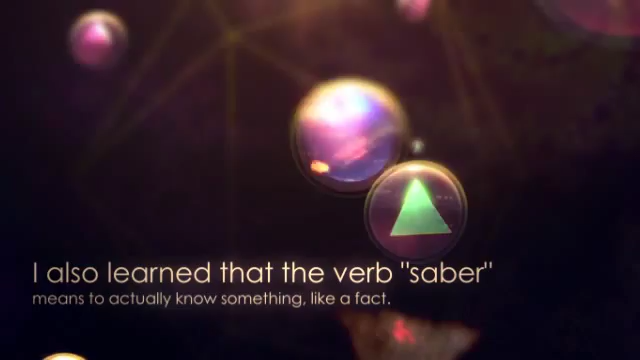 I also learned that the verb "saber"
means to actually know something, like a fact.